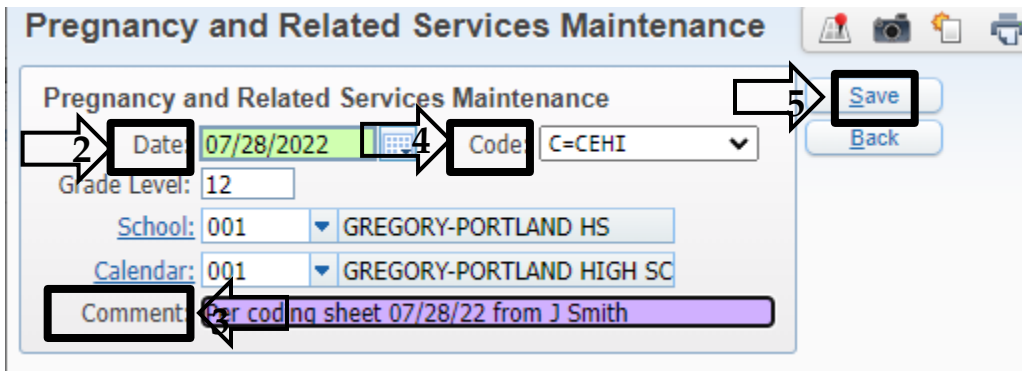 Pregnancy and Related Services Maintenance
Pregnancy and Related Services Maintenance
2 Date: 07/28/2022 4 Code: C=CEHI
5 Save
Back
Grade Level: 12
School: 001 GREGORY-PORTLAND HS
Calendar: 001 GREGORY-PORTLAND HIGH SC
Comment: 3 Per coding sheet 07/28/22 from J Smith